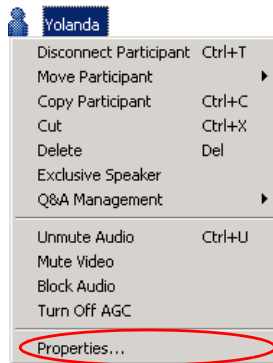 Yolanda
Disconnect Participant Ctrl+T
Move Participant
Copy Participant Ctrl+C
Cut Ctrl+X
Delete Del
Exclusive Speaker
Q&A Management
Unmute Audio Ctrl+U
Mute Video
Block Audio
Turn Off AGC
Properties...